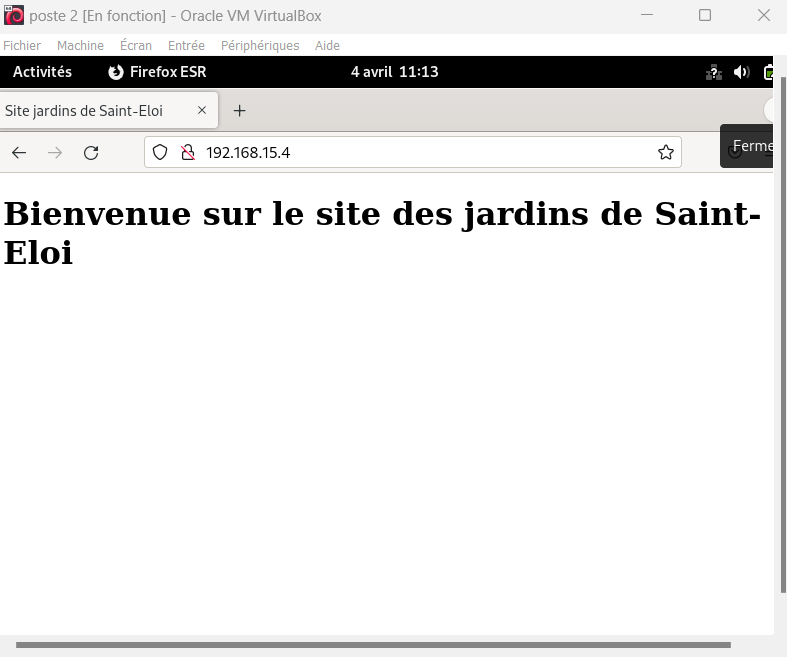 poste 2 [En fonction] - Oracle VM VirtualBox
Fichier Machine Écran Entrée Périphériques Aide
Activités Firefox ESR 4 avril 11:13
Site jardins de Saint-Eloi
192.168.15.4
Ferme
Bienvenue sur le site des jardins de Saint-
Eloi